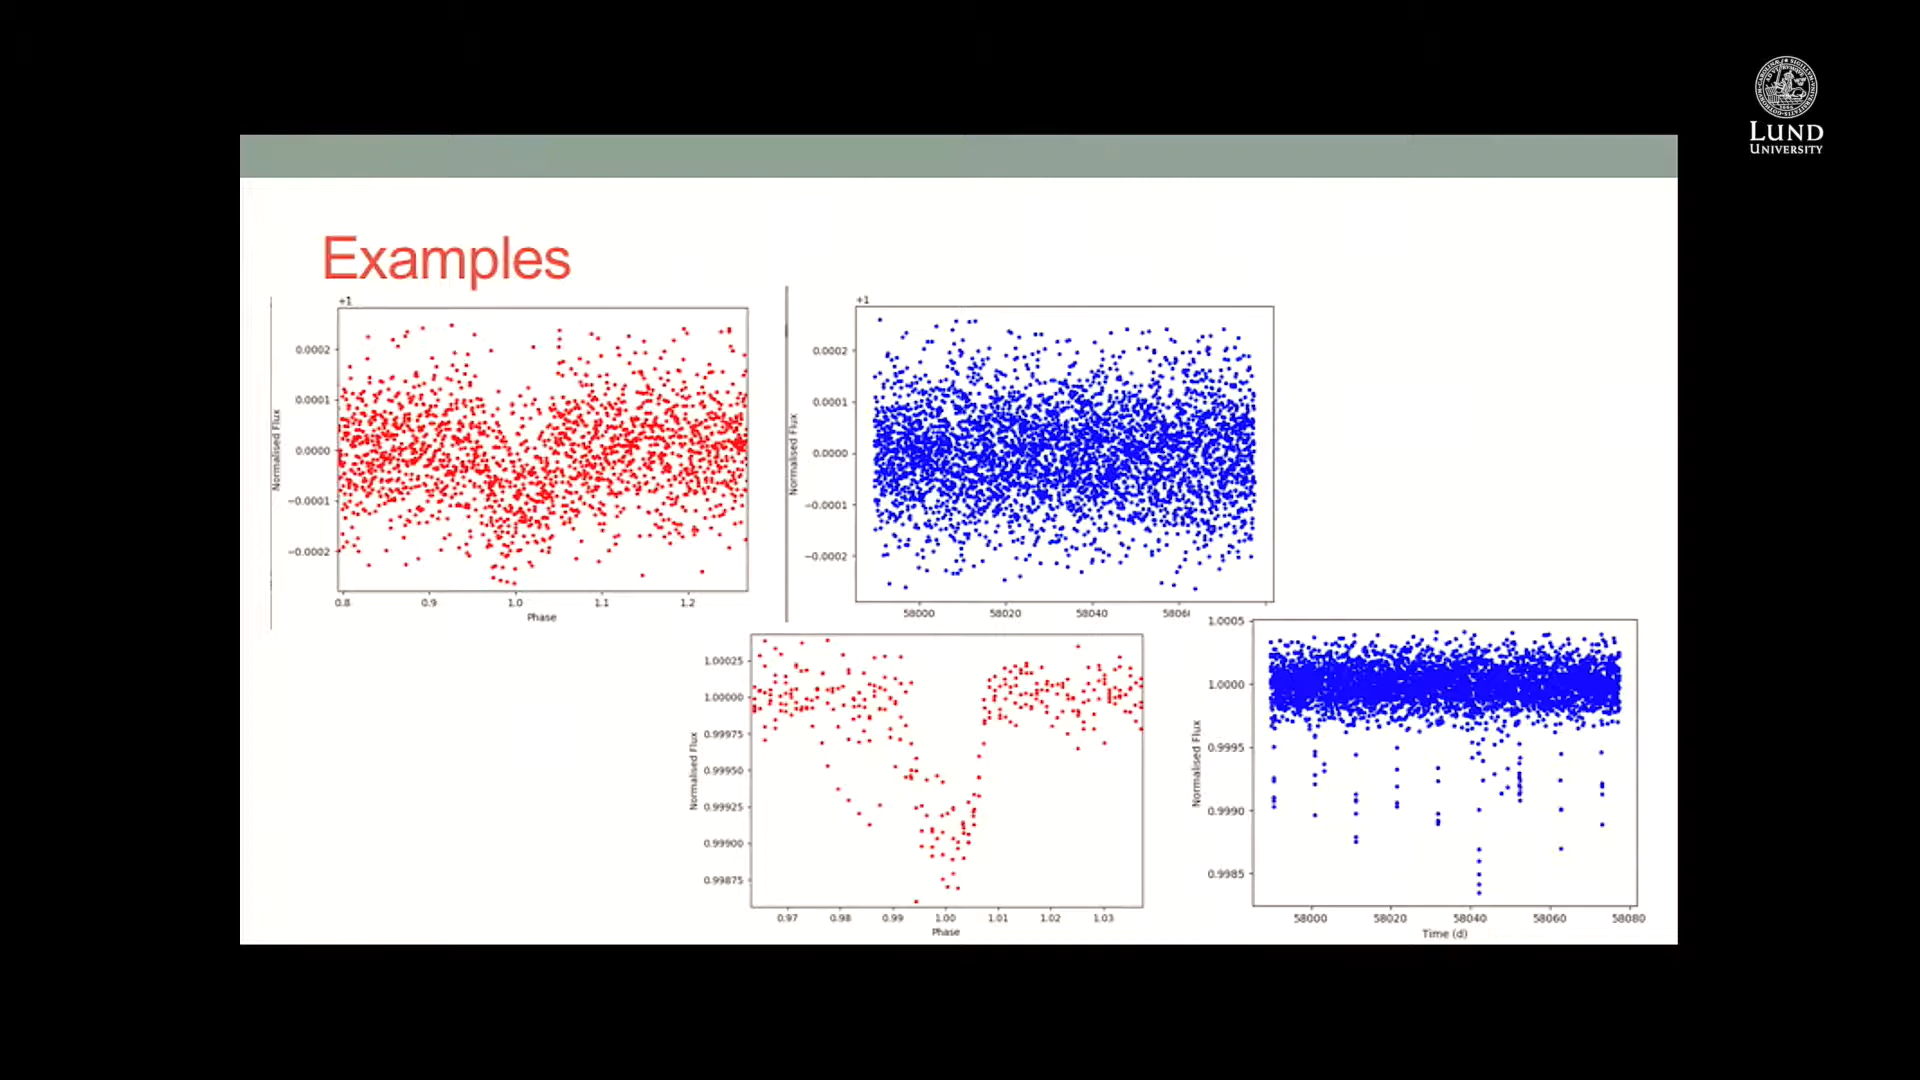 LUND
UNIVERSITY
Examples
+1
0.0002
0.0001
0.0000
−0.0001
−0.0002
Normalised Flux
0.8 0.9 1.0 1.1 1.2
Phase
+1
0.0002
0.0001
0.0000
−0.0001
−0.0002
Normalised Flux
58000 58020 58040 5806
1.00025
1.00000
0.99975
0.99950
0.99925
0.99900
0.99875
Normalised Flux
0.97 0.98 0.99 1.00 1.01 1.02 1.03
Phase
1.0005
1.0000
0.9995
0.9990
0.9985
Normalised Flux
58000 58020 58040 58060 58080
Time (d)